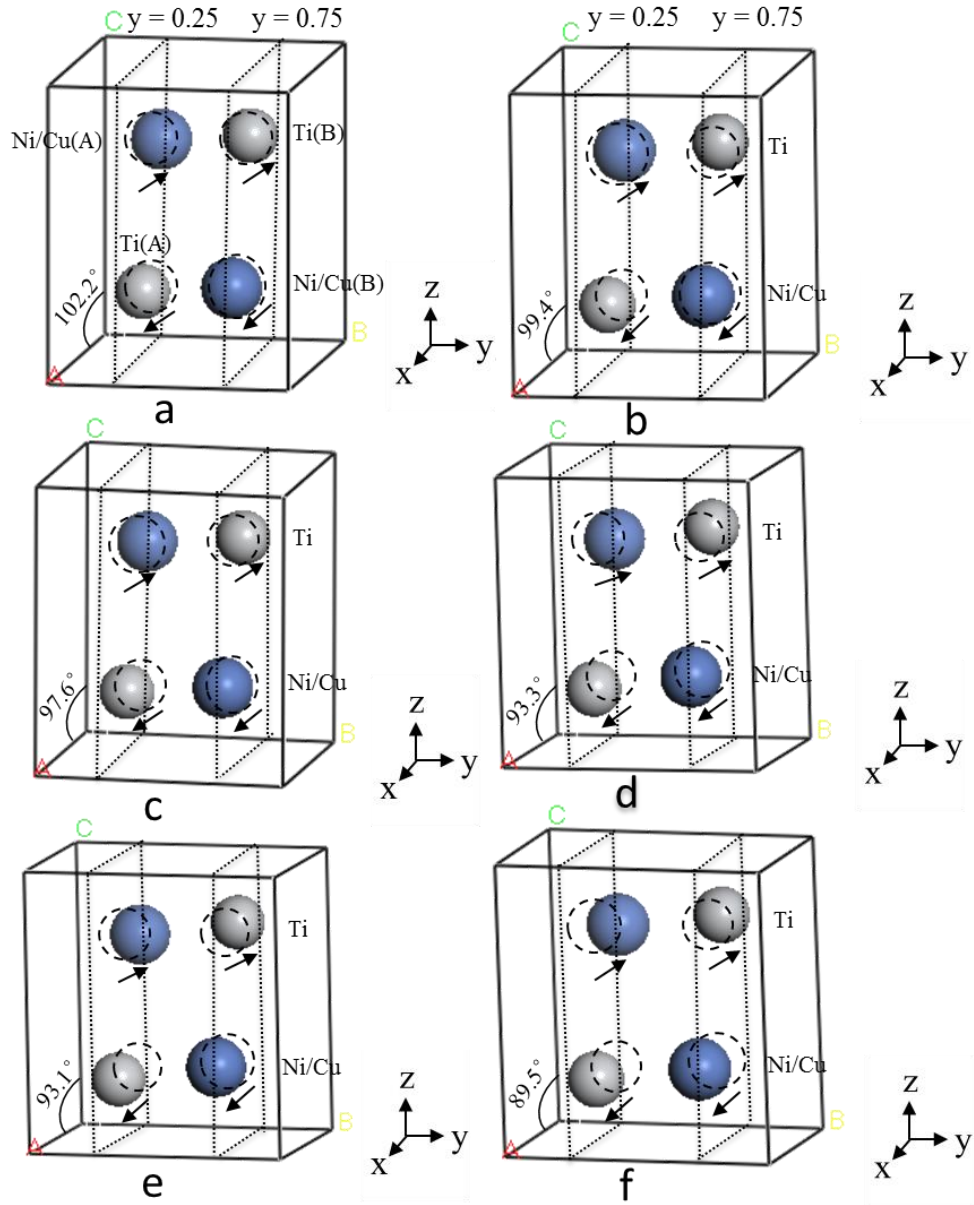 C y = 0.25 y = 0.75
Ni/Cu(A)
Ti(B)
Ti(A)
Ni/Cu(B)
102.2°
A
B
z
y
x
a
C y = 0.25 y = 0.75
Ti
Ni/Cu
99.4°
A
B
z
y
x
b
C
Ti
Ni/Cu
97.6°
A
B
z
y
x
c
C
Ti
Ni/Cu
93.3°
A
B
z
y
x
d
C
Ti
Ni/Cu
93.1°
A
B
z
y
x
e
C
Ti
Ni/Cu
89.5°
A
B
z
y
x
f